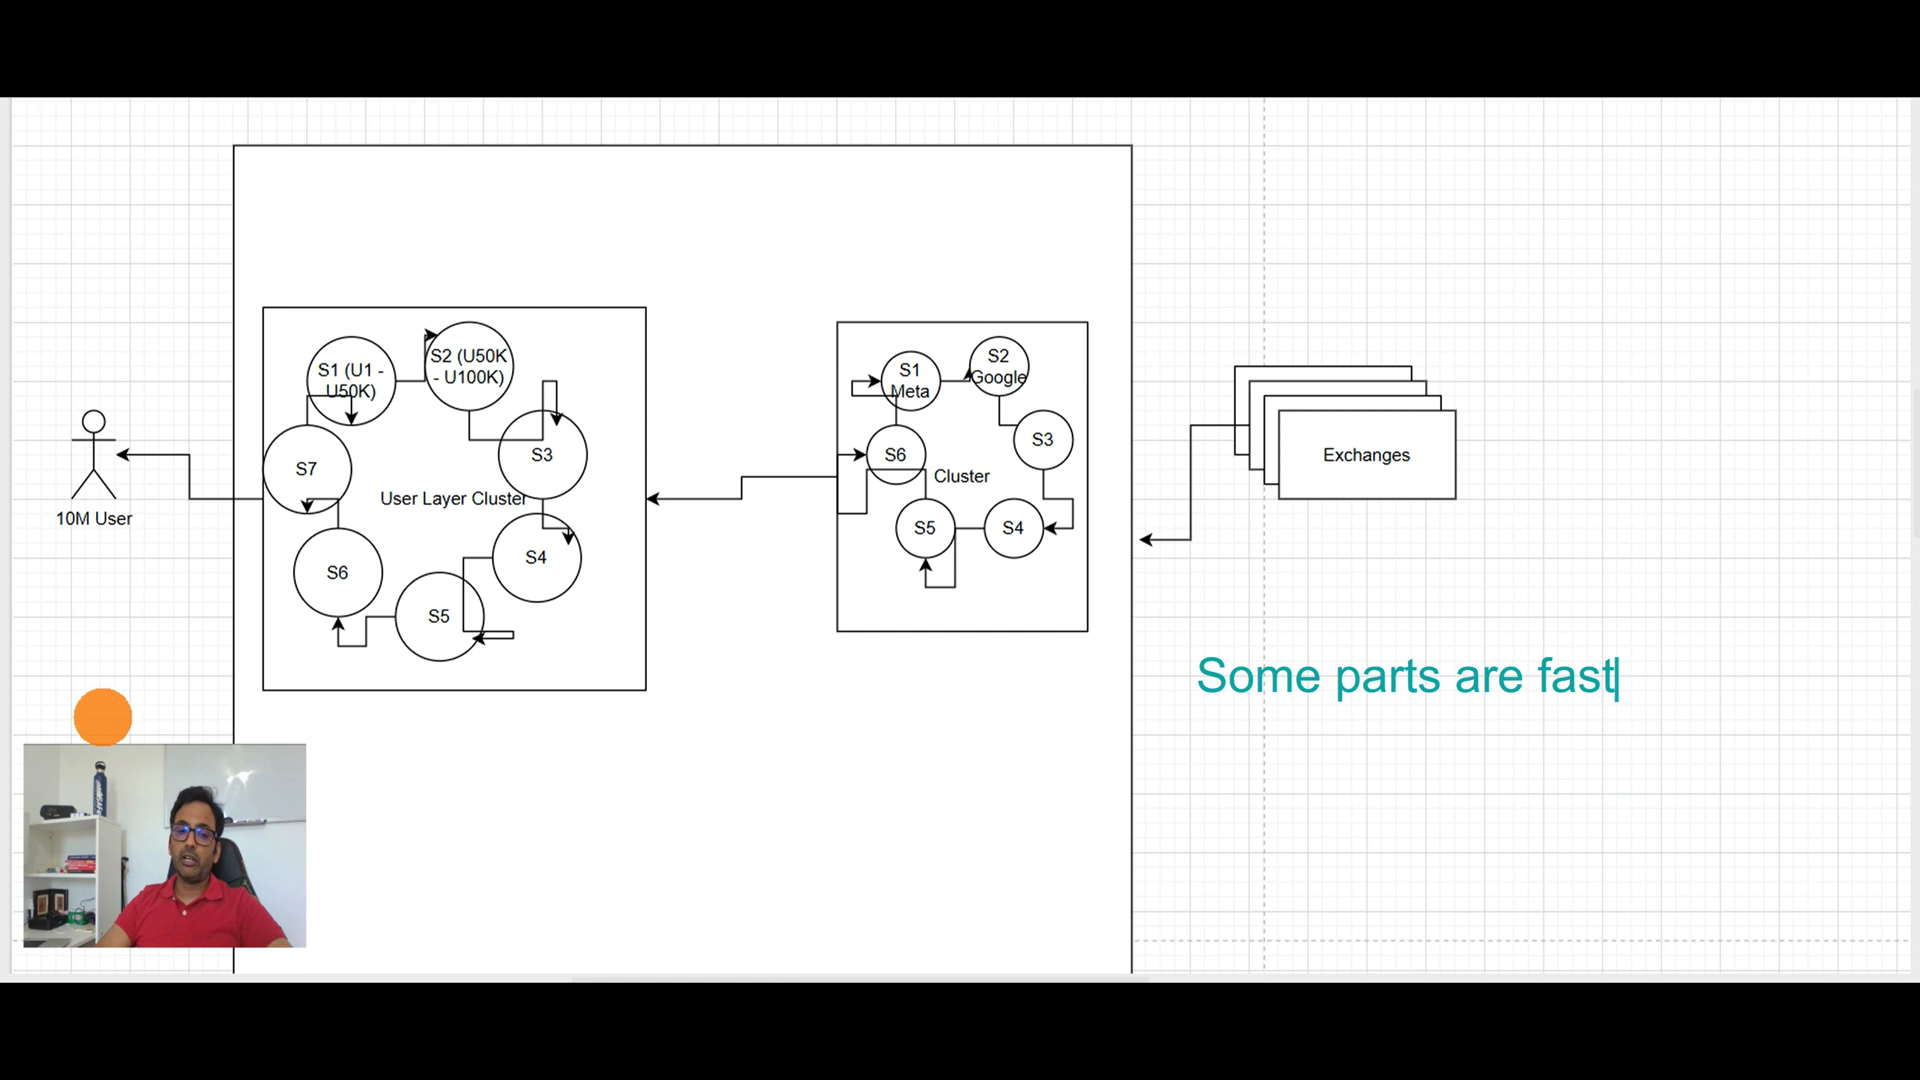 S1 (U1 -
U50K)
S2 (U50K
- U100K)
S3
S7
User Layer Cluster
S4
S6
S5
10M User
S1
Meta
S2
Google
S3
S6
Cluster
S5
S4
Exchanges
Some parts are fast